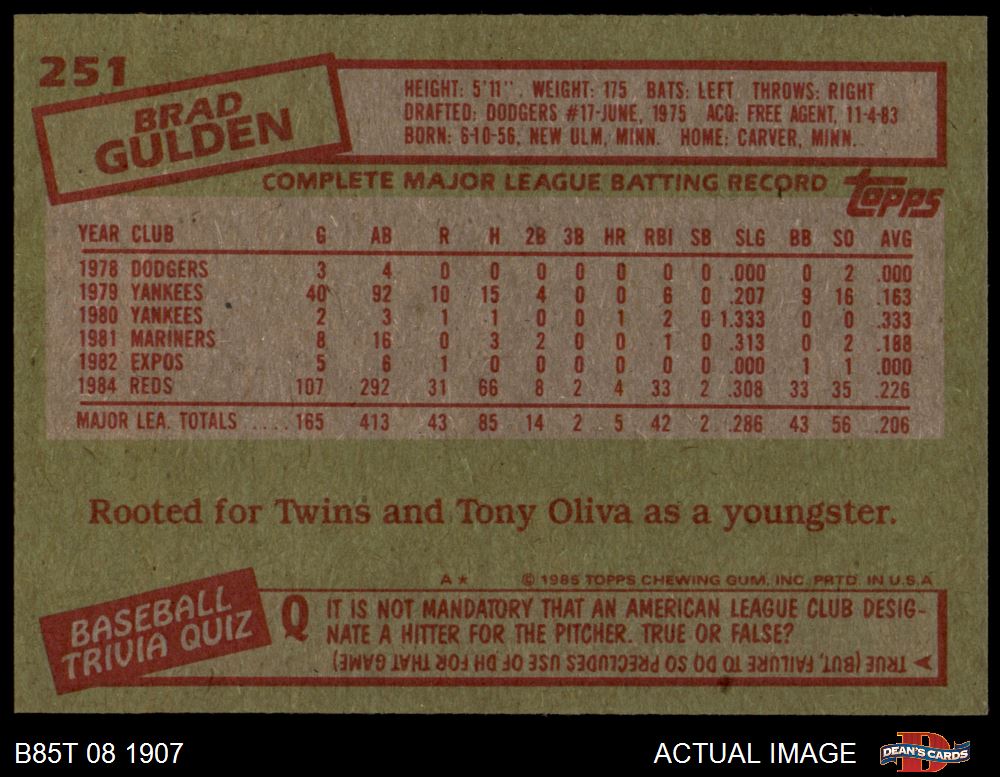 251
BRAD
GULDEN
HEIGHT: 5'11" WEIGHT: 175 BATS: LEFT THROWS: RIGHT
DRAFTED: DODGERS #17-JUNE, 1975 ACQ: FREE AGENT, 11-4-83
BORN: 6-10-56, NEW ULM, MINN. HOME: CARVER, MINN.
COMPLETE MAJOR LEAGUE BATTING RECORD
topps
YEAR CLUB G AB R H 2B 3B HR RBI SB SLG BB SO AVG
1978 DODGERS 3 4 0 0 0 0 0 0 0 .000 0 2 .000
1979 YANKEES 40 92 10 15 4 0 0 6 0 .207 9 16 .163
1980 YANKEES 2 3 1 1 0 0 1 2 0 1.333 0 0 .333
1981 MARINERS 8 16 0 3 2 0 0 1 0 .313 0 2 .188
1982 EXPOS 5 6 1 0 0 0 0 0 0 .000 1 1 .000
1984 REDS 107 292 31 66 8 2 4 33 2 .308 33 35 .226
MAJOR LEA. TOTALS .... 165 413 43 85 14 2 5 42 2 .286 43 56 .206
Rooted for Twins and Tony Oliva as a youngster.
A* © 1985 TOPPS CHEWING GUM, INC. PRTD. IN U.S.A
BASEBALL
TRIVIA QUIZ
Q IT IS NOT MANDATORY THAT AN AMERICAN LEAGUE CLUB DESIG-
NATE A HITTER FOR THE PITCHER. TRUE OR FALSE?
TRUE (BUT, FAILURE TO DO SO PRECLUDES USE OF DH FOR THAT GAME)
B85T 08 1907
ACTUAL IMAGE
D
DEAN'S CARDS